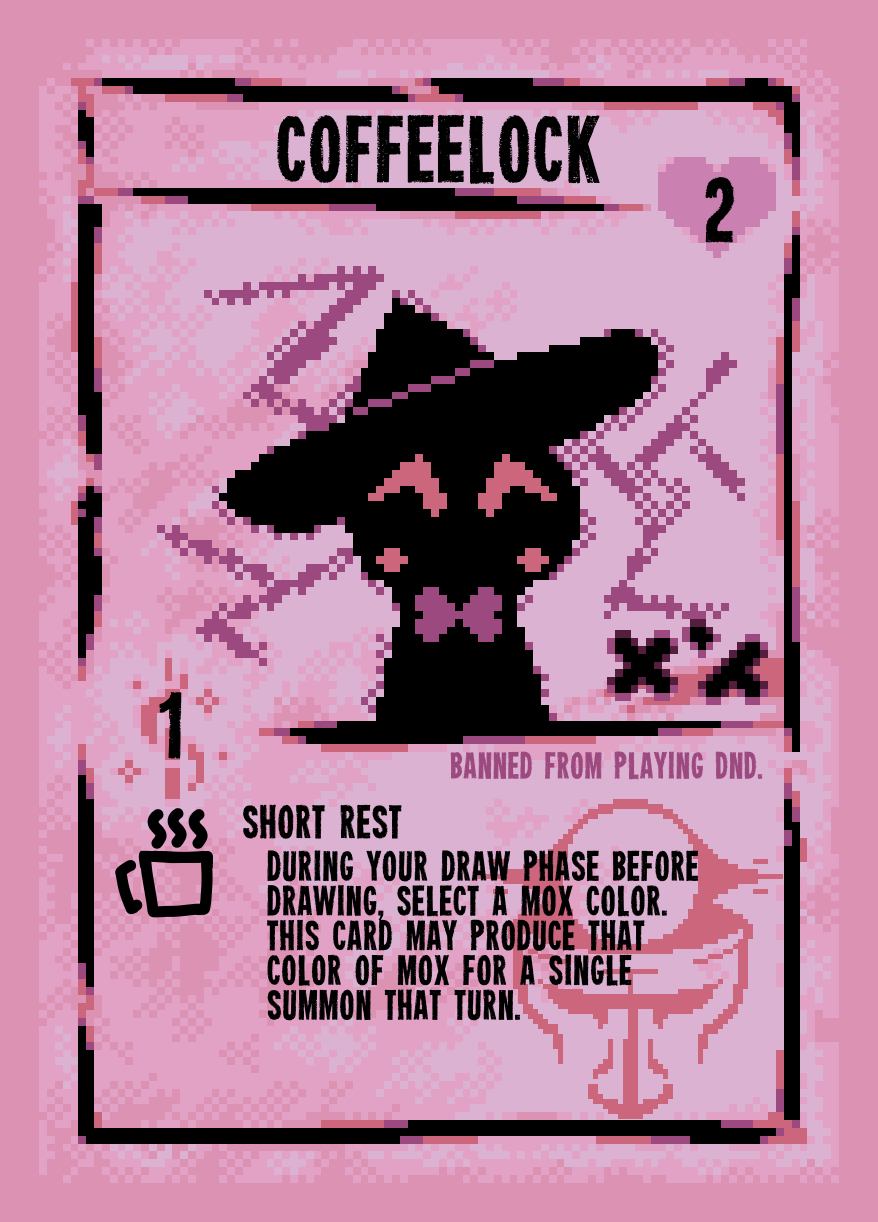 COFFEELOCK
2
1
BANNED FROM PLAYING DND.
SHORT REST
DURING YOUR DRAW PHASE BEFORE
DRAWING, SELECT A MOX COLOR.
THIS CARD MAY PRODUCE THAT
COLOR OF MOX FOR A SINGLE
SUMMON THAT TURN.